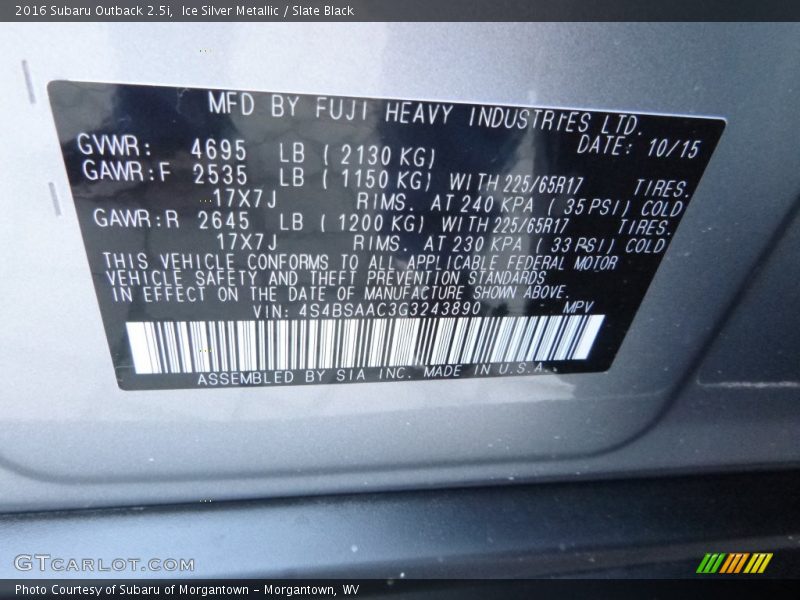 2016 Subaru Outback 2.5i,  Ice Silver Metallic / Slate Black
MFD BY FUJI HEAVY INDUSTRIES LTD.
GVWR: 4695 LB ( 2130 KG) DATE: 10/15
GAWR:F 2535 LB ( 1150 KG) WITH 225/65R17 TIRES.
17X7J RIMS. AT 240 KPA ( 35 PSI) COLD
GAWR:R 2645 LB ( 1200 KG) WITH 225/65R17 TIRES.
17X7J RIMS. AT 230 KPA ( 33 PSI) COLD
THIS VEHICLE CONFORMS TO ALL APPLICABLE FEDERAL MOTOR
VEHICLE SAFETY AND THEFT PREVENTION STANDARDS
IN EFFECT ON THE DATE OF MANUFACTURE SHOWN ABOVE.
VIN: 4S4BSAAC3G3243890 MPV
ASSEMBLED BY SIA INC. MADE IN U.S.A.
GTCARLOT.COM
Photo Courtesy of Subaru of Morgantown - Morgantown, WV